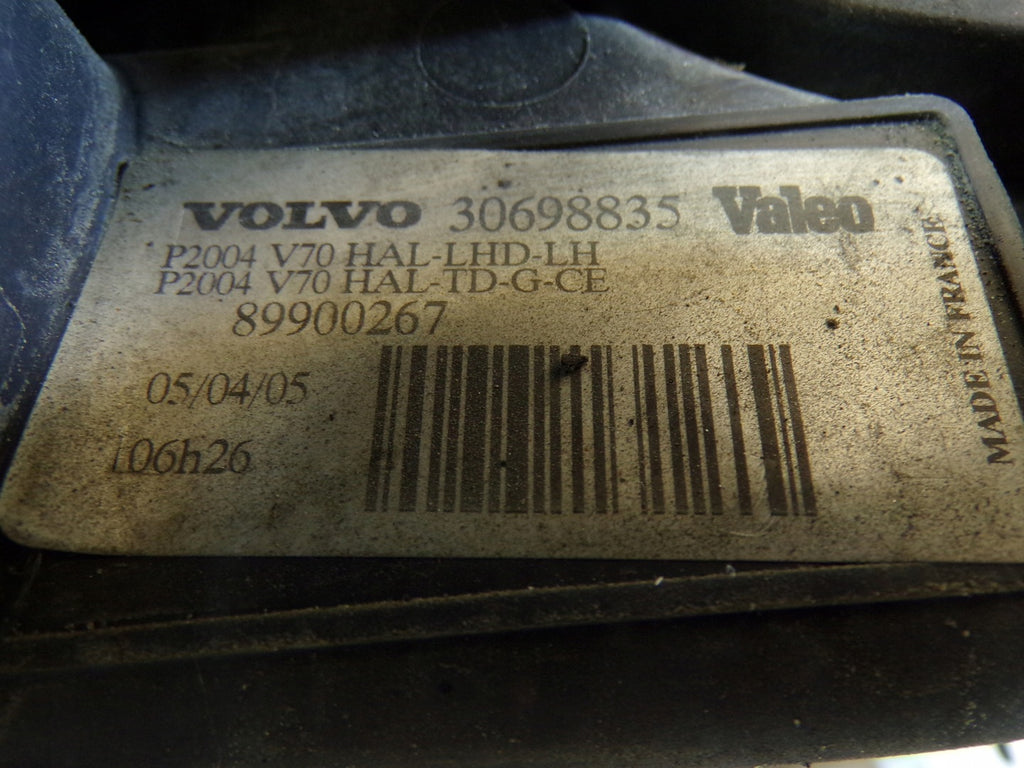 VOLVO 30698835 Valeo
P2004 V70 HAL-LHD-LH
P2004 V70 HAL-TD-G-CE
89900267
05/04/05
06h26
MADE IN FRANCE